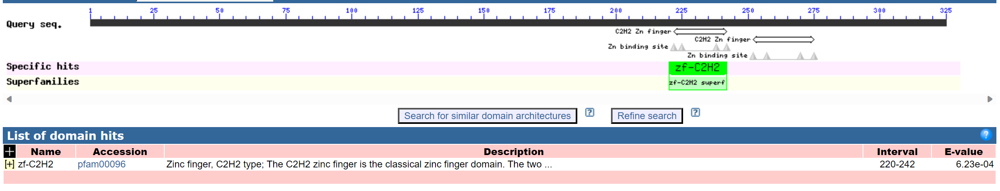 1 25 50 75 100 125 150 175 200 225 250 275 300 325
Query seq.
C2H2 Zn finger
C2H2 Zn finger
Zn binding site
Zn binding site
Specific hits zf-C2H2
Superfamilies zf-C2H2 superf
Search for similar domain architectures ? Refine search ?
List of domain hits ?
+ Name Accession Description Interval E-value
[+] zf-C2H2 pfam00096 Zinc finger, C2H2 type; The C2H2 zinc finger is the classical zinc finger domain. The two ... 220-242 6.23e-04